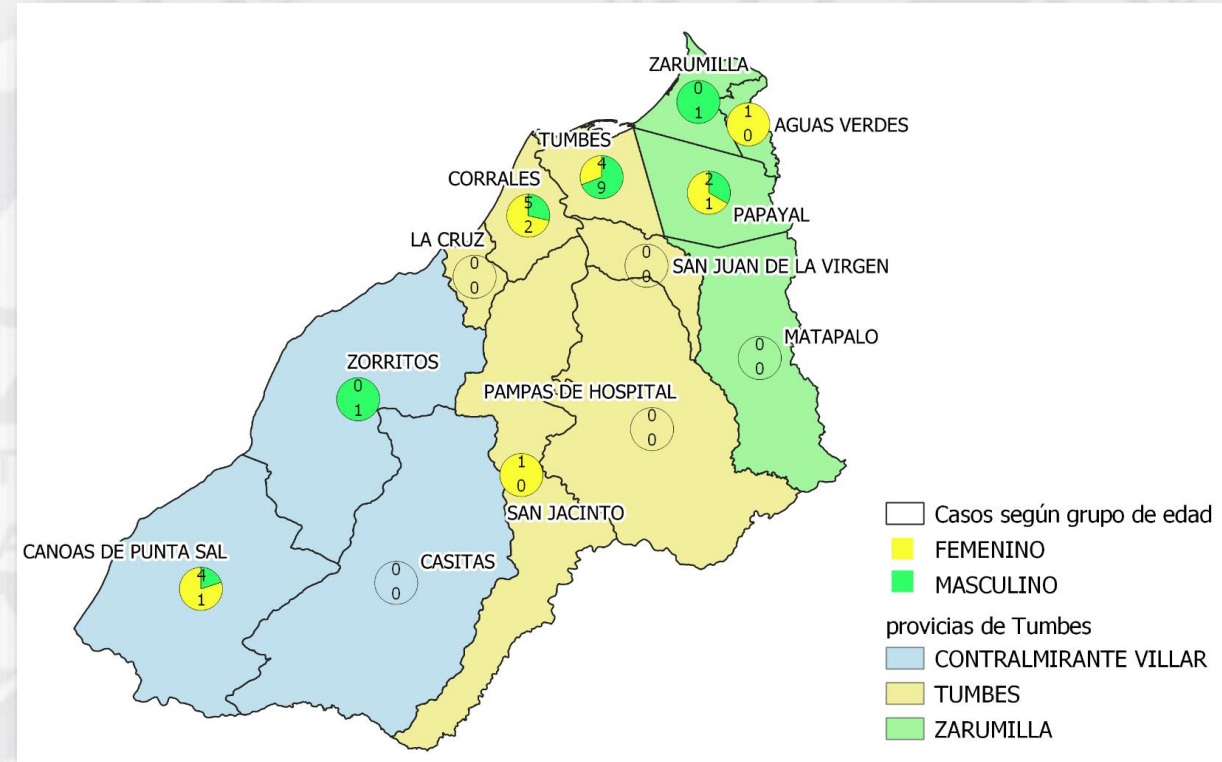 ZARUMILLA
0
1
1
0
AGUAS VERDES
TUMBES
4
9
CORRALES
5
2
2
1
PAPAYAL
LA CRUZ
0
0
0
0
SAN JUAN DE LA VIRGEN
MATAPALO
0
0
ZORRITOS
0
1
PAMPAS DE HOSPITAL
0
0
1
0
SAN JACINTO
CANOAS DE PUNTA SAL
4
1
CASITAS
0
0
Casos según grupo de edad
FEMENINO
MASCULINO
provicias de Tumbes
CONTRALMIRANTE VILLAR
TUMBES
ZARUMILLA